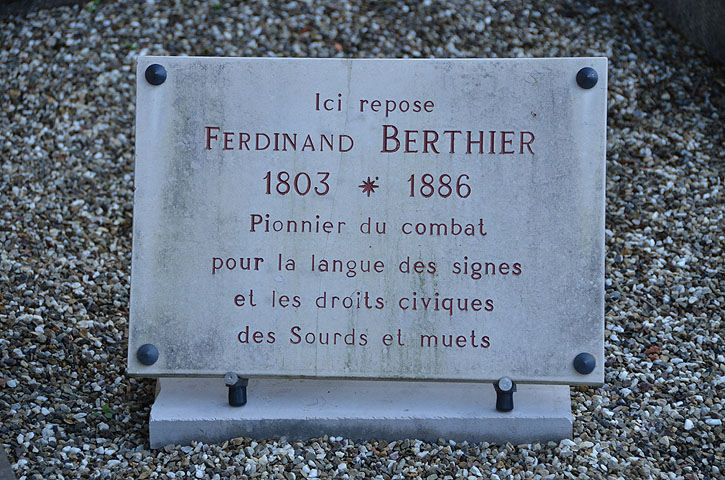 Ici repose
FERDINAND BERTHIER
1803 * 1886
Pionnier du combat
pour la langue des signes
et les droits çiviques
des Sourds et muets